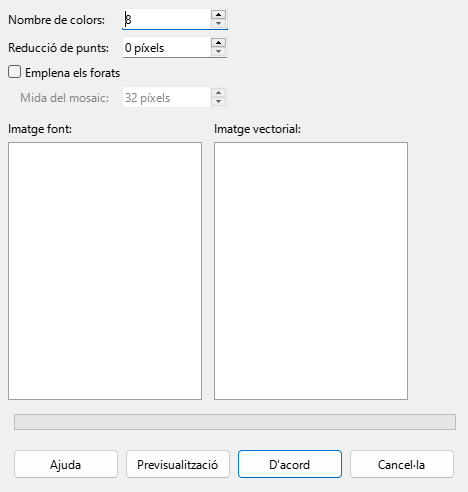 Nombre de colors: 8
Reducció de punts: 0 píxels
Emplena els forats
Mida del mosaic: 32 píxels
Imatge font: Imatge vectorial:
Ajuda Previsualització D'acord Cancel·la